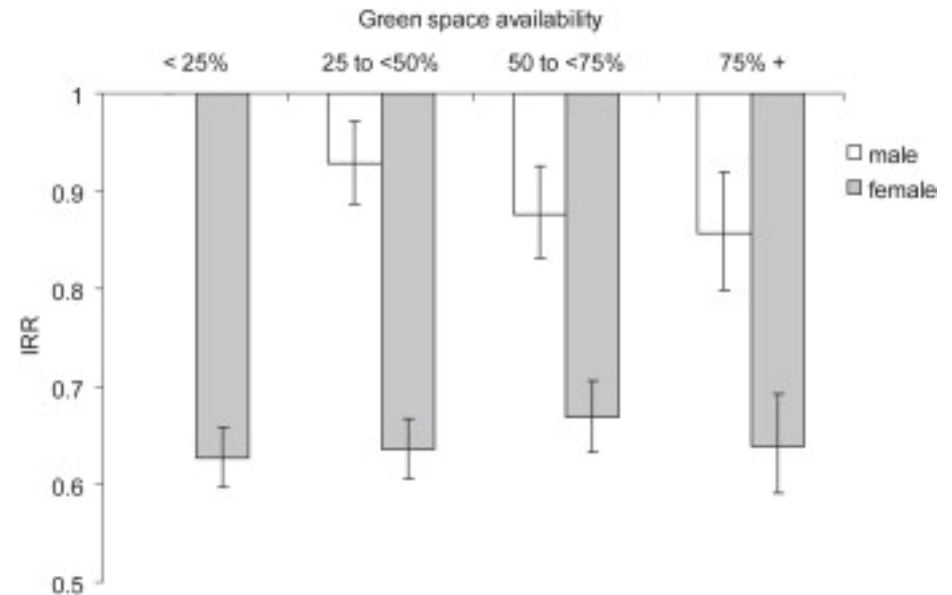 Green space availability
< 25% 25 to <50% 50 to <75% 75% +
1
0.9
0.8
0.7
0.6
0.5
IRR
male
female